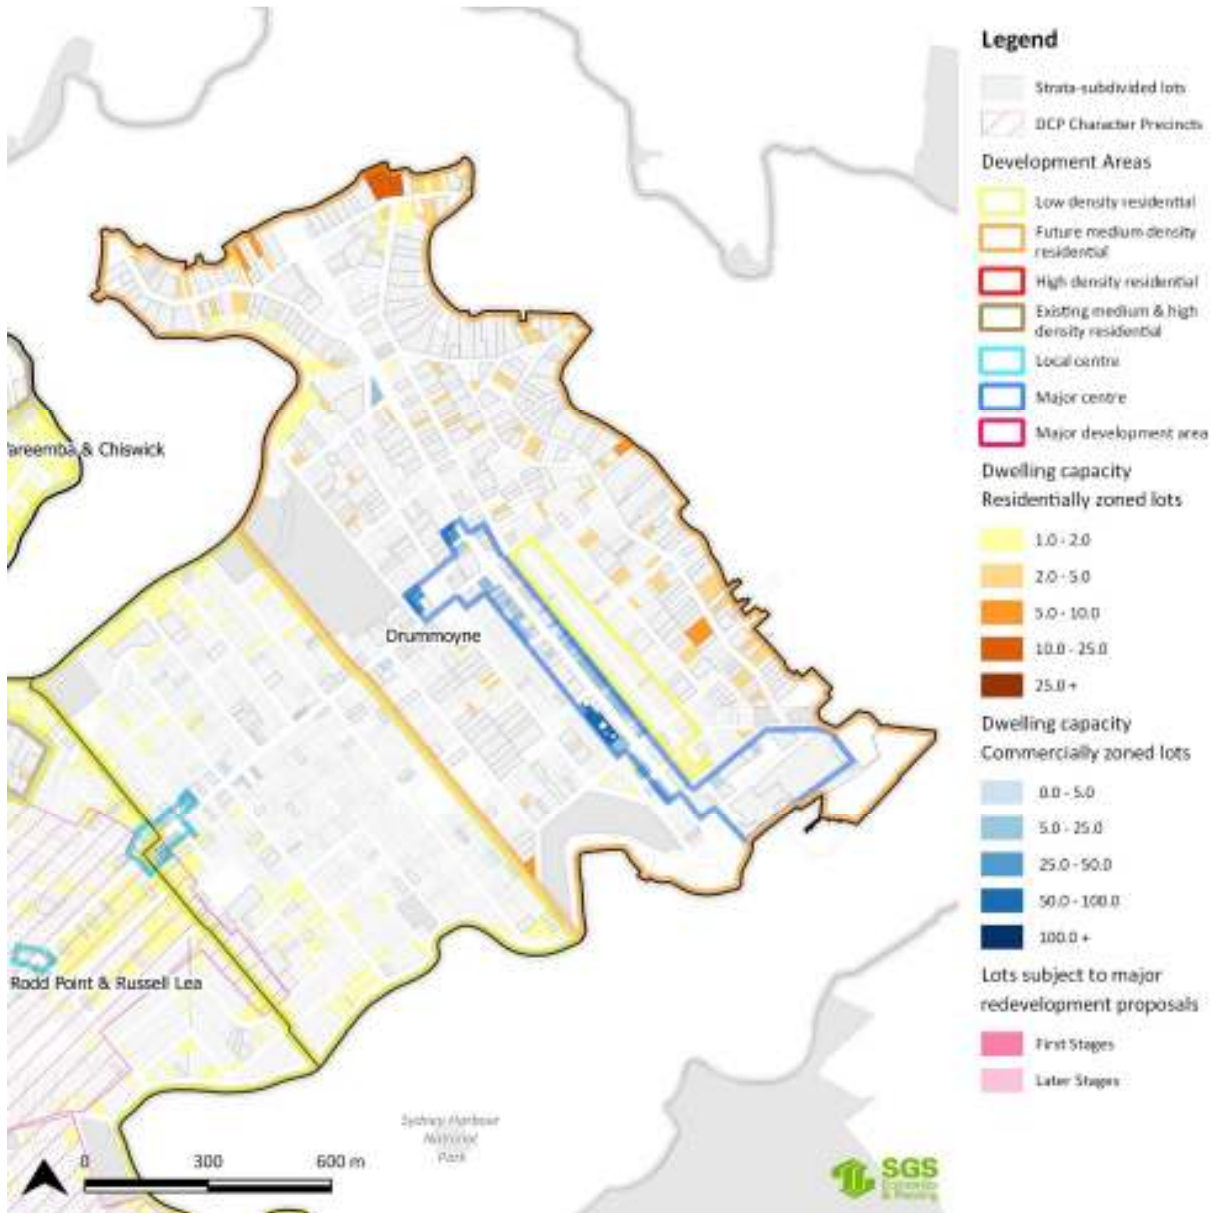 Legend
Strata-subdivided lots
DCP Character Precincts
Development Areas
Low density residential
Future medium density
residential
High density residential
Existing medium & high
density residential
Local centre
Major centre
Major development area
Dwelling capacity
Residentially zoned lots
1.0 - 2.0
2.0 - 5.0
5.0 - 10.0
10.0 - 25.0
25.0 +
Dwelling capacity
Commercially zoned lots
0.0 - 5.0
5.0 - 25.0
25.0 - 50.0
50.0 - 100.0
100.0 +
Lots subject to major
redevelopment proposals
First Stages
Later Stages
areemba & Chiswick
Drummoyne
Rodd Point & Russell Lea
Sydney Harbour
National
Park
0 300 600 m
SGS
Economics
& Planning